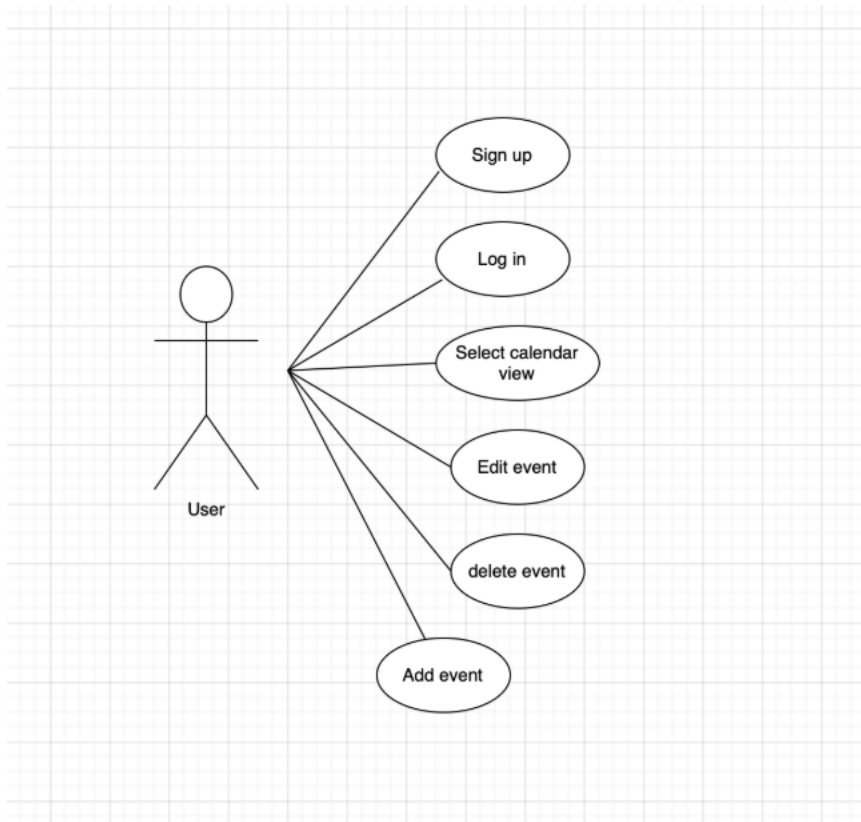 Sign up
Log in
Select calendar
view
Edit event
User
delete event
Add event